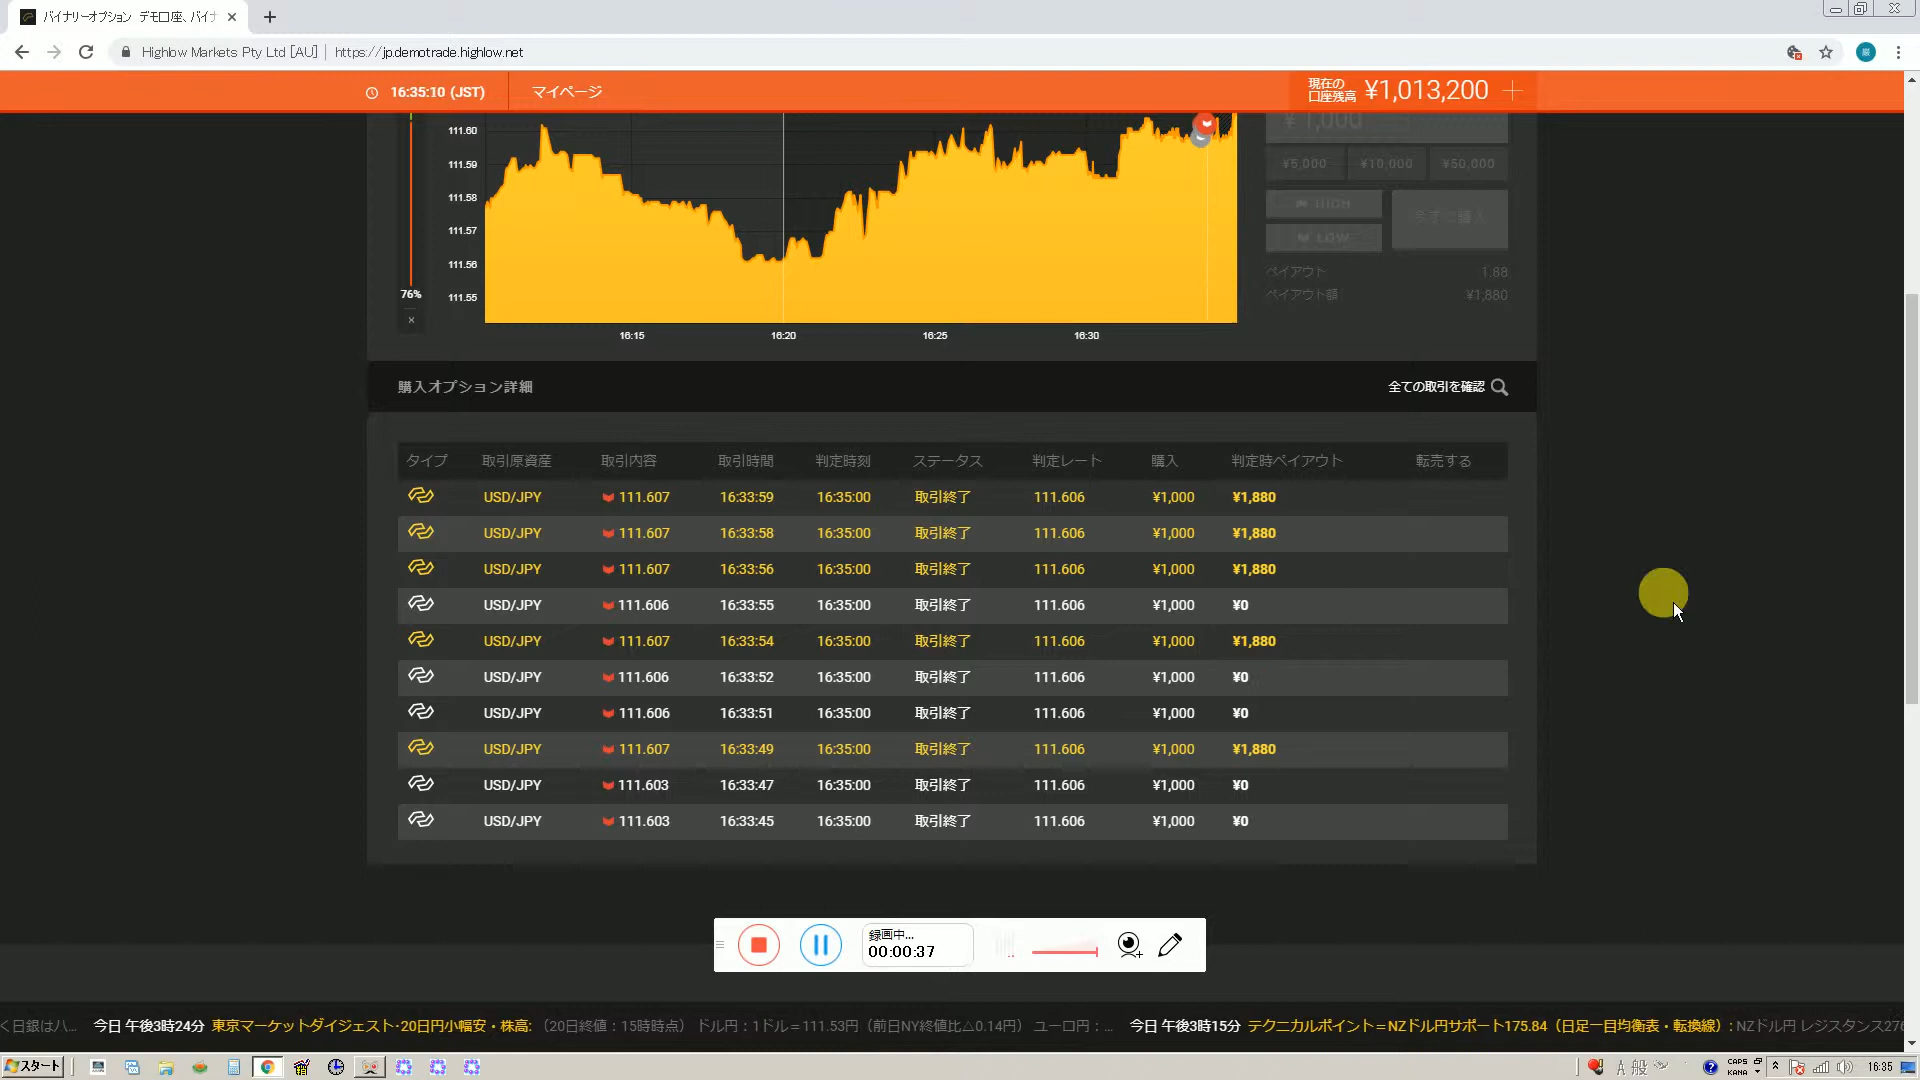 バイナリーオプション デモ口座、バイナ
Highlow Markets Pty Ltd [AU] | https://jp.demotrade.highlow.net
16:35:10 (JST)
マイページ
現在の
口座残高
¥1,013,200
111.60
111.59
111.58
111.57
111.56
111.55
76%
16:15
16:20
16:25
16:30
¥ 1,000
¥5,000
¥10,000
¥50,000
HIGH
LOW
今すぐ購入
ペイアウト 1.88
ペイアウト額 ¥1,880
購入オプション詳細
全ての取引を確認
タイプ 取引原資産 取引内容 取引時間 判定時刻 ステータス 判定レート 購入 判定時ペイアウト 転売する
USD/JPY 111.607 16:33:59 16:35:00 取引終了 111.606 ¥1,000 ¥1,880
USD/JPY 111.607 16:33:58 16:35:00 取引終了 111.606 ¥1,000 ¥1,880
USD/JPY 111.607 16:33:56 16:35:00 取引終了 111.606 ¥1,000 ¥1,880
USD/JPY 111.606 16:33:55 16:35:00 取引終了 111.606 ¥1,000 ¥0
USD/JPY 111.607 16:33:54 16:35:00 取引終了 111.606 ¥1,000 ¥1,880
USD/JPY 111.606 16:33:52 16:35:00 取引終了 111.606 ¥1,000 ¥0
USD/JPY 111.606 16:33:51 16:35:00 取引終了 111.606 ¥1,000 ¥0
USD/JPY 111.607 16:33:49 16:35:00 取引終了 111.606 ¥1,000 ¥1,880
USD/JPY 111.603 16:33:47 16:35:00 取引終了 111.606 ¥1,000 ¥0
USD/JPY 111.603 16:33:45 16:35:00 取引終了 111.606 ¥1,000 ¥0
録画中...
00:00:37
く日銀はハ... 今日 午後3時24分 東京マーケットダイジェスト・20日 円小幅安・株高: （20日終値：15時時点） ドル円：1ドル＝111.53円（前日NY終値比△0.14円） ユーロ円：... 今日 午後3時15分 テクニカルポイント＝NZドル円サポート175.84（日足一目均衡表・転換線）: NZドル円 レジスタンス276
スタート
A 般
CAPS
KANA
16:35